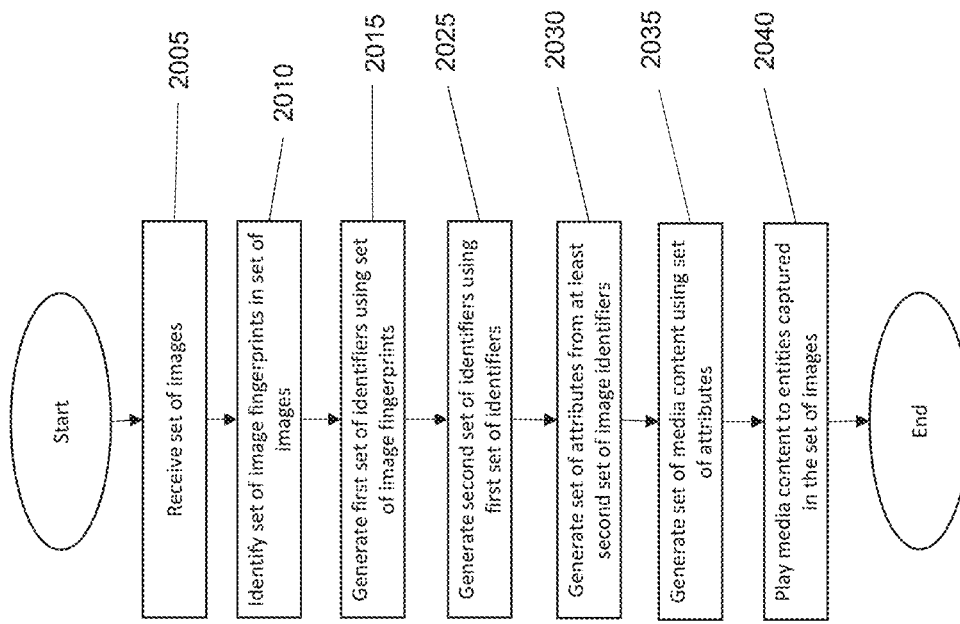 Start
Receive set of images
2005
Identify set of image fingerprints in set of
images
2010
Generate first set of identifiers using set
of image fingerprints
2015
Generate second set of identifiers using
first set of identifiers
2025
Generate set of attributes from at least
second set of image identifiers
2030
Generate set of media content using set
of attributes
2035
Play media content to entities captured
in the set of images
2040
End